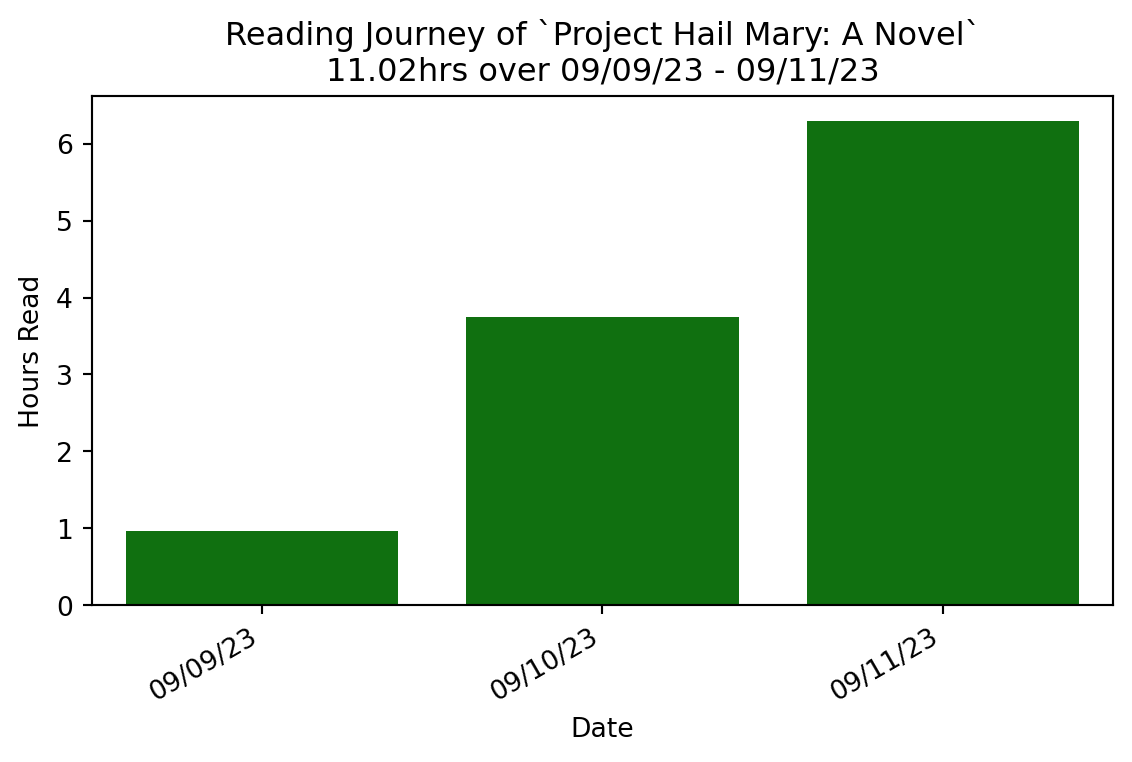 Reading Journey of `Project Hail Mary: A Novel`
11.02hrs over 09/09/23 - 09/11/23
Hours Read
6
5
4
3
2
1
0
09/09/23
09/10/23
09/11/23
Date